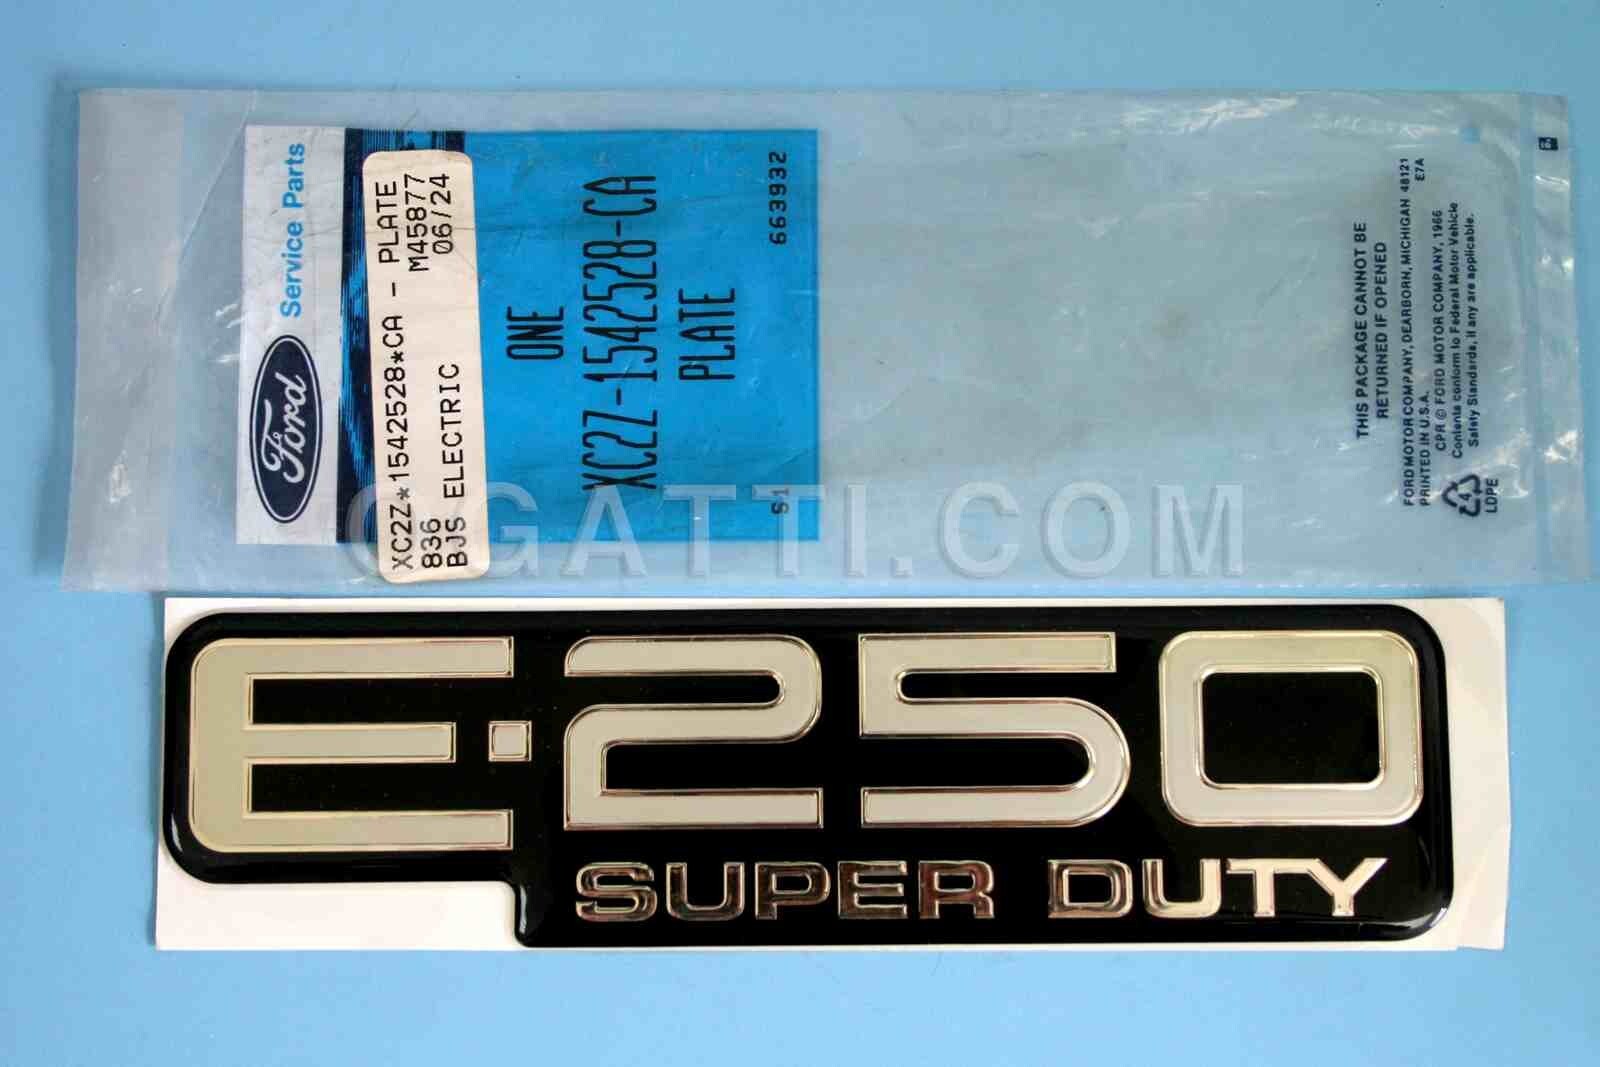 Ford Service Parts
XC2Z*1542528*CA - PLATE
836 M45877
BJS ELECTRIC 06/24
ONE
XC2Z-1542528-CA
PLATE
S1 663932
THIS PACKAGE CANNOT BE
RETURNED IF OPENED
FORD MOTOR COMPANY, DEARBORN, MICHIGAN 48121
PRINTED IN U.S.A. E7A
CPR © FORD MOTOR COMPANY, 1966
Contents conform to Federal Motor Vehicle
Safety Standards, if any are applicable.
4
LDPE
OGATTI.COM
E-250
SUPER DUTY